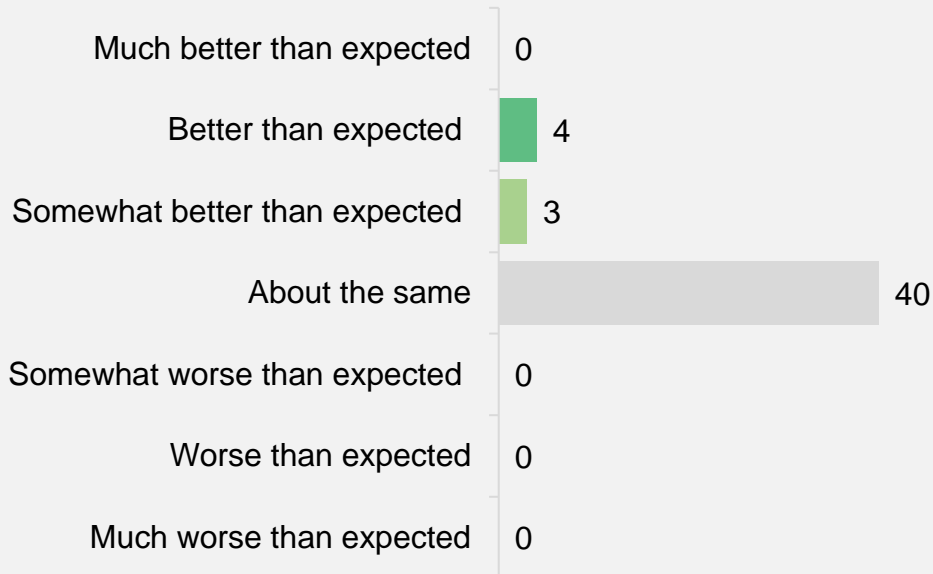 Much better than expected 0
Better than expected 4
Somewhat better than expected 3
About the same 40
Somewhat worse than expected 0
Worse than expected 0
Much worse than expected 0